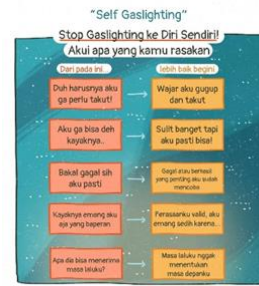 "Self Gaslighting"
Stop Gaslighting ke Diri Sendiri!
Akui apa yang kamu rasakan
Dari pada ini
lebih baik begini
Duh harusnya aku
ga perlu takut!
Wajar aku gugup
dan takut
Aku ga bisa deh
kayaknya..
Sulit banget tapi
aku pasti bisa!
Bakal gagal sih
aku pasti
Gagal atau berhasil
yang penting aku sudah
mencoba
Kayaknya emang aku
aja yang baperan
Perasaanku valid, aku
emang sedih karena...
Apa dia bisa menerima
masa laluku?
Masa laluku nggak
menentukan
masa depanku